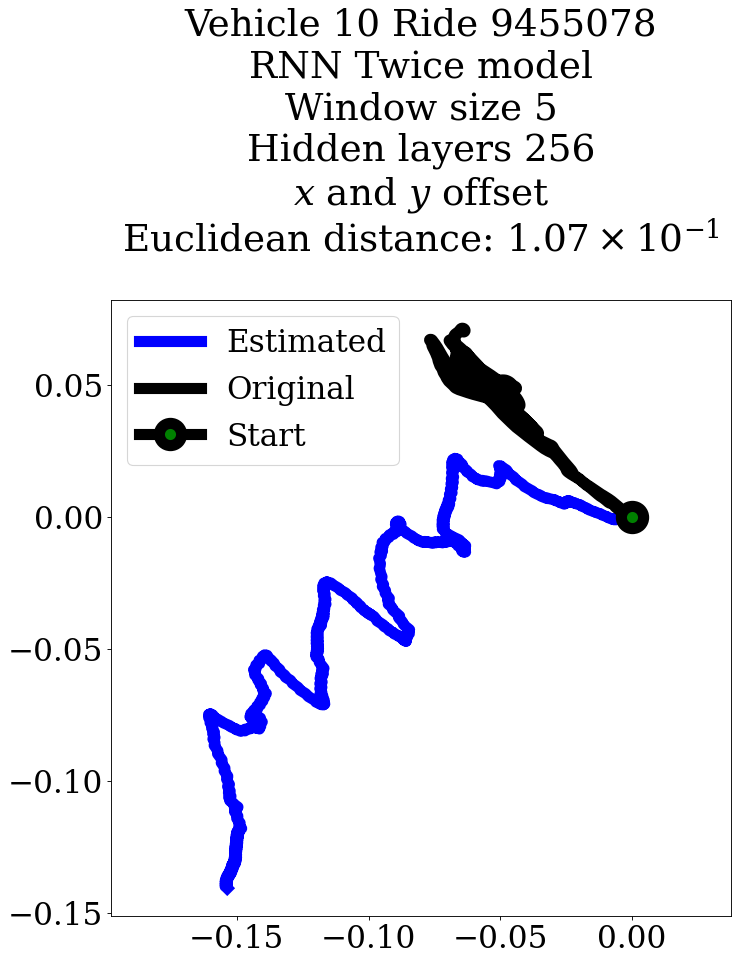 Vehicle 10 Ride 9455078
RNN Twice model
Window size 5
Hidden layers 256
x and y offset
Euclidean distance: 1.07 × 10⁻¹
Estimated
Original
Start
0.05
0.00
−0.05
−0.10
−0.15
−0.15 −0.10 −0.05 0.00